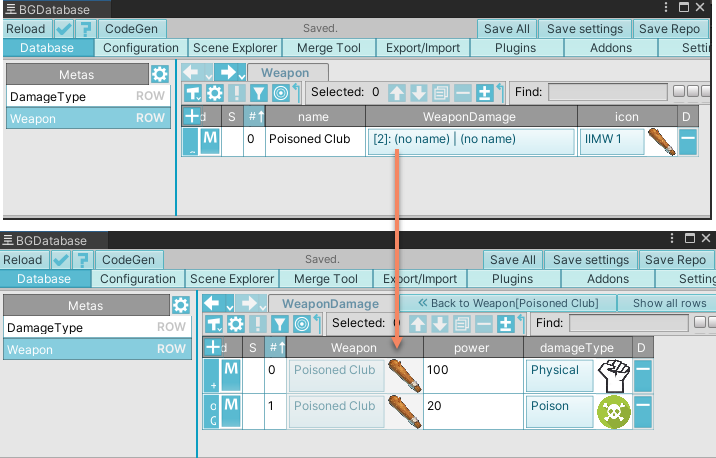 BGDatabase
Reload CodeGen Saved. Save All Save settings Save Repo
Database Configuration Scene Explorer Merge Tool Export/Import Plugins Addons Setti
Metas
Weapon
DamageType ROW
Selected: 0 Find:
Weapon ROW
d S # name WeaponDamage icon D
M 0 Poisoned Club [2]: (no name) | (no name) IIMW 1
BGDatabase
Reload CodeGen Saved. Save All Save settings Save Repo
Database Configuration Scene Explorer Merge Tool Export/Import Plugins Addons Setting
Metas
WeaponDamage « Back to Weapon[Poisoned Club] Show all rows
DamageType ROW
Selected: Find:
Weapon ROW
d S # Weapon power damageType D
M 0 Poisoned Club 100 Physical
M 1 Poisoned Club 20 Poison